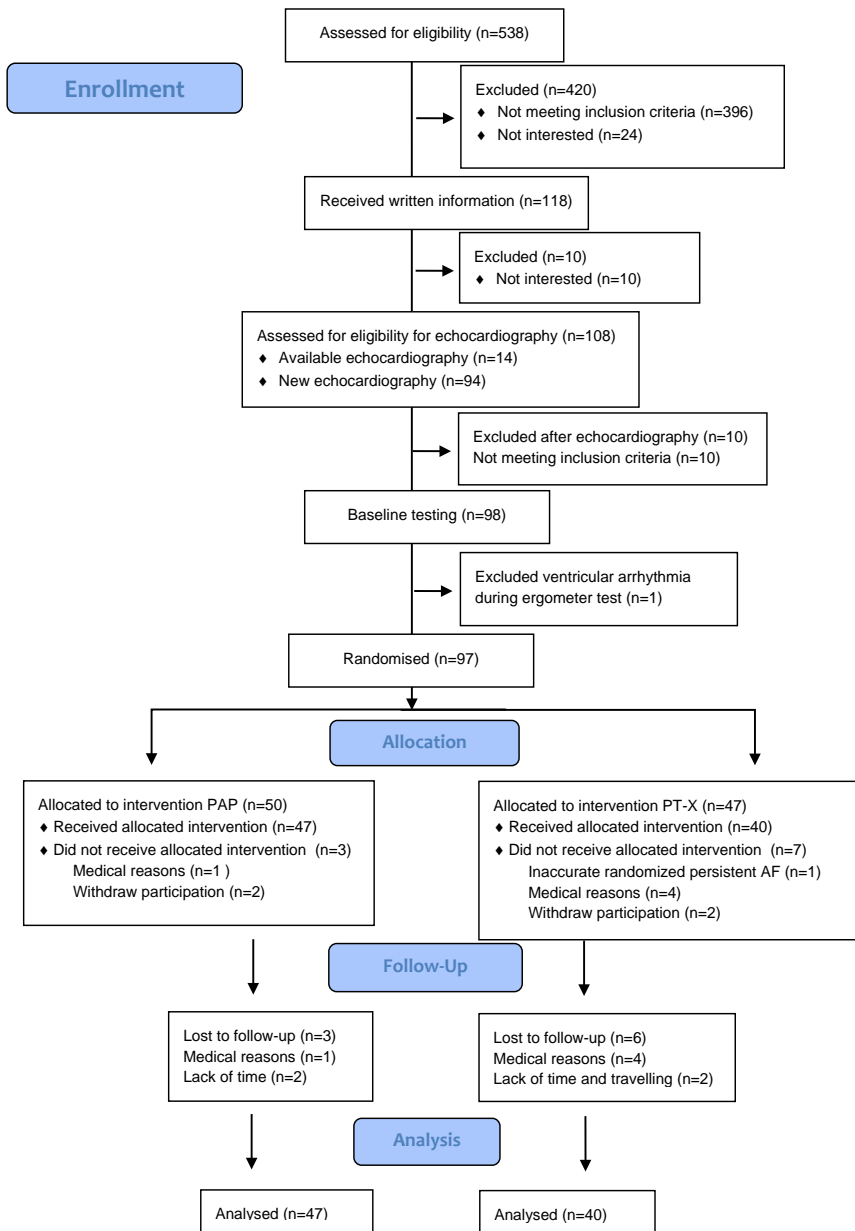 Assessed for eligibility (n=538)
Enrollment
Excluded (n=420)
♦ Not meeting inclusion criteria (n=396)
♦ Not interested (n=24)
Received written information (n=118)
Excluded (n=10)
♦ Not interested (n=10)
Assessed for eligibility for echocardiography (n=108)
♦ Available echocardiography (n=14)
♦ New echocardiography (n=94)
Excluded after echocardiography (n=10)
Not meeting inclusion criteria (n=10)
Baseline testing (n=98)
Excluded ventricular arrhythmia
during ergometer test (n=1)
Randomised (n=97)
Allocation
Allocated to intervention PAP (n=50)
♦ Received allocated intervention (n=47)
♦ Did not receive allocated intervention (n=3)
Medical reasons (n=1 )
Withdraw participation (n=2)
Allocated to intervention PT-X (n=47)
♦ Received allocated intervention (n=40)
♦ Did not receive allocated intervention (n=7)
Inaccurate randomized persistent AF (n=1)
Medical reasons (n=4)
Withdraw participation (n=2)
Follow-Up
Lost to follow-up (n=3)
Medical reasons (n=1)
Lack of time (n=2)
Lost to follow-up (n=6)
Medical reasons (n=4)
Lack of time and travelling (n=2)
Analysis
Analysed (n=47)
Analysed (n=40)